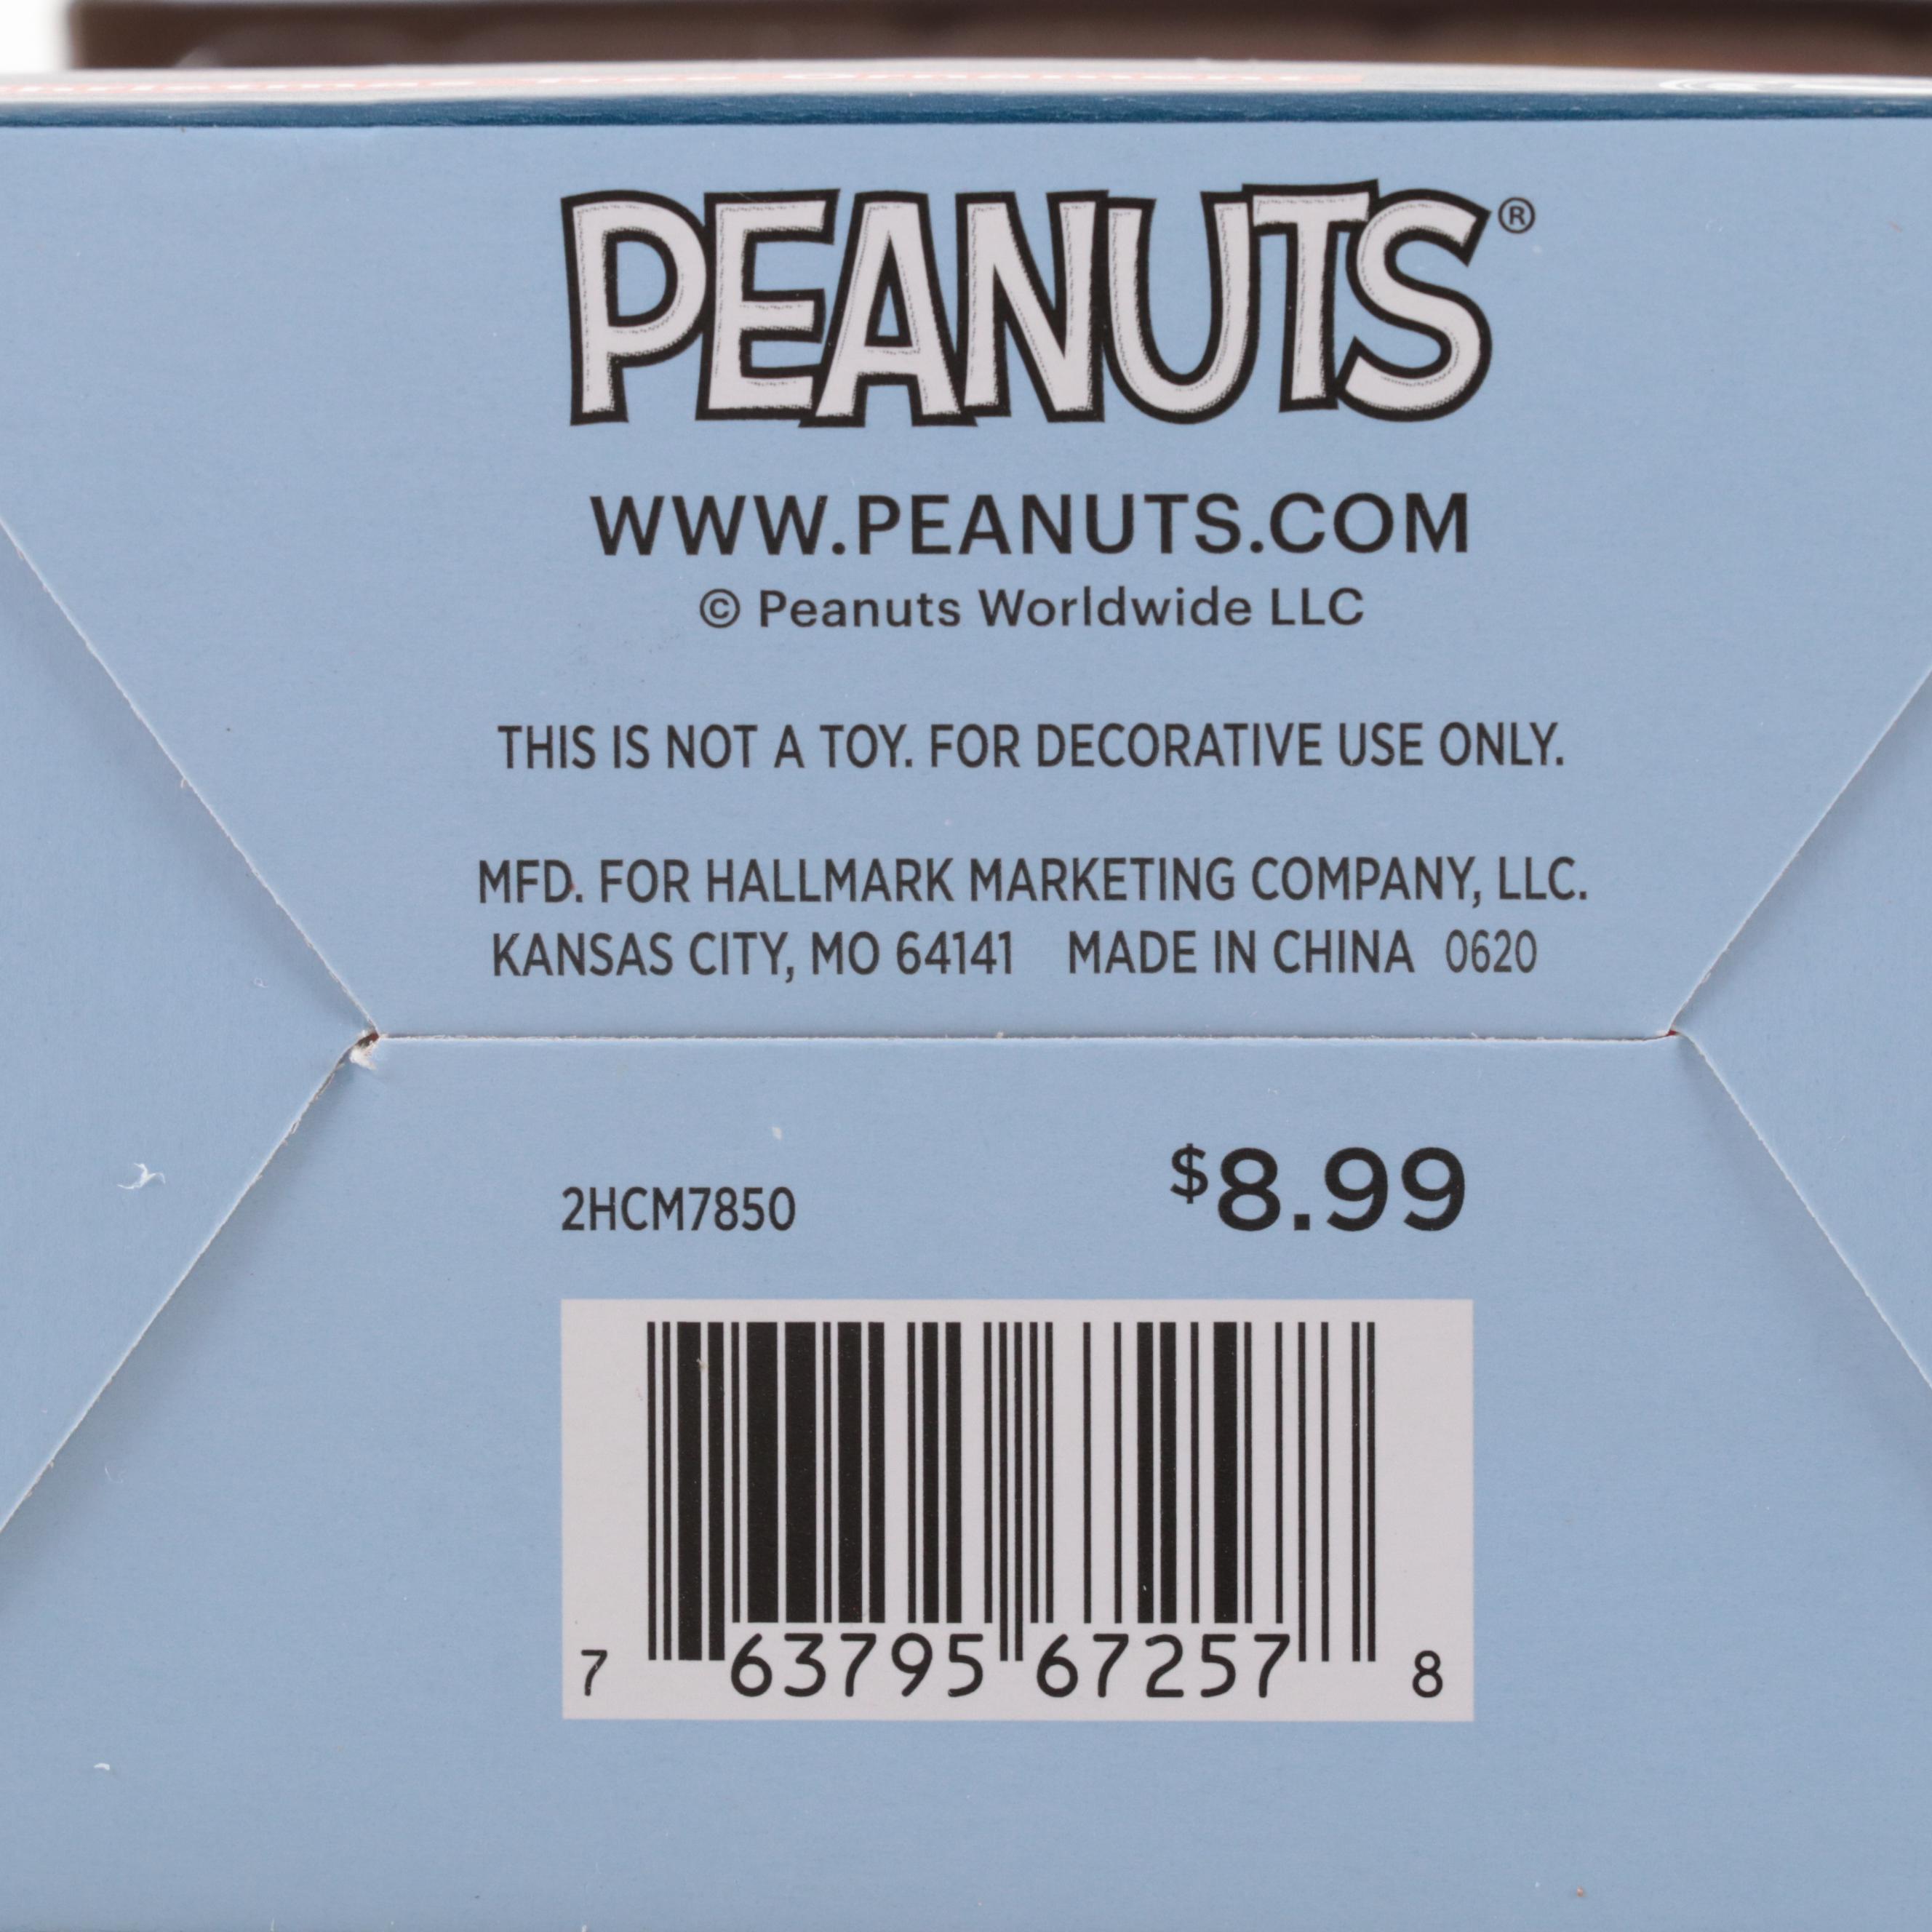 PEANUTS®
WWW.PEANUTS.COM
© Peanuts Worldwide LLC
THIS IS NOT A TOY. FOR DECORATIVE USE ONLY.
MFD. FOR HALLMARK MARKETING COMPANY, LLC.
KANSAS CITY, MO 64141 MADE IN CHINA 0620
2HCM7850 $8.99
7 63795 67257 8